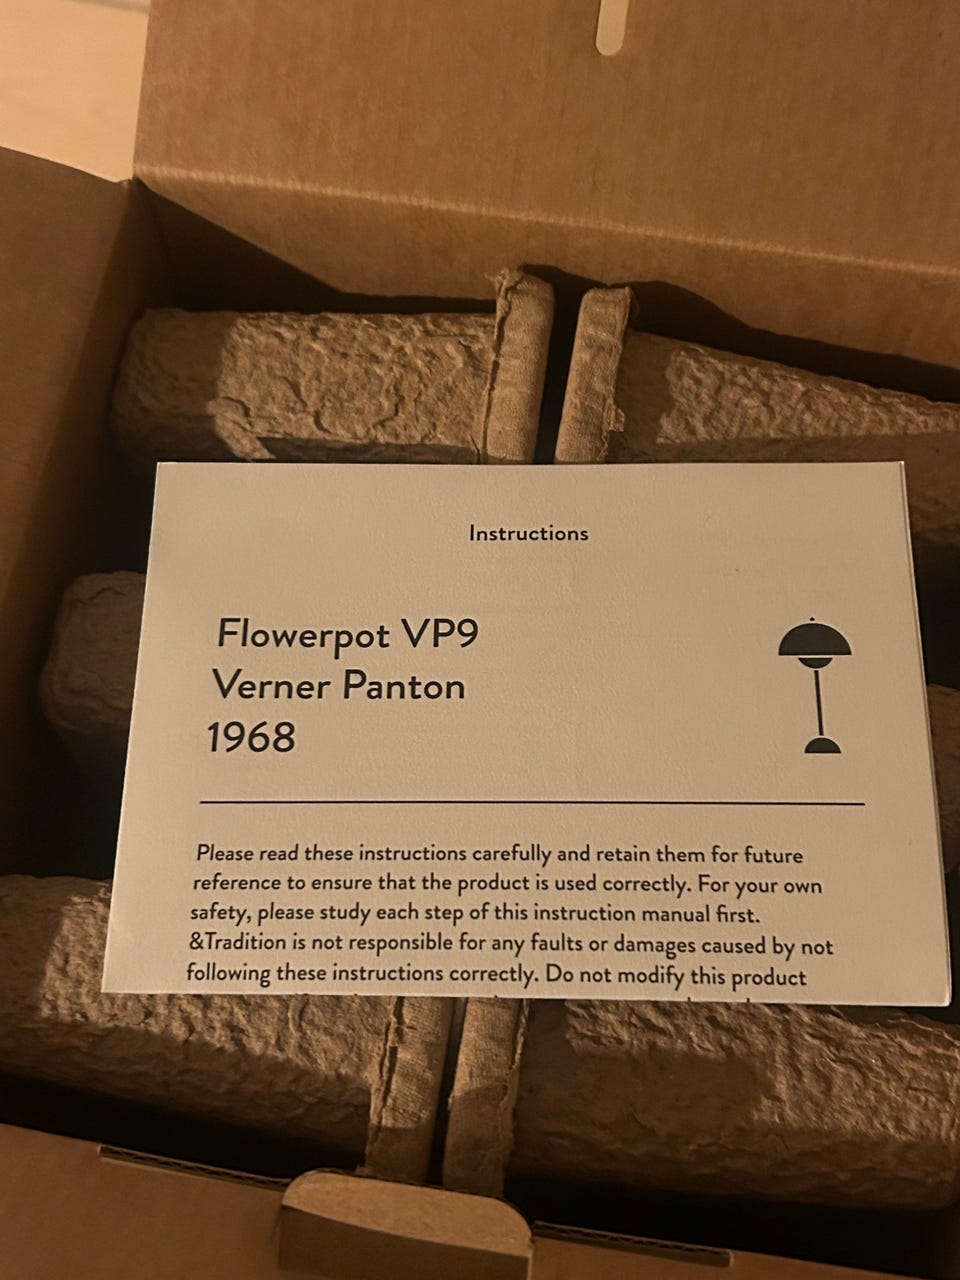 Instructions
Flowerpot VP9
Verner Panton
1968
Please read these instructions carefully and retain them for future
reference to ensure that the product is used correctly. For your own
safety, please study each step of this instruction manual first.
&Tradition is not responsible for any faults or damages caused by not
following these instructions correctly. Do not modify this product